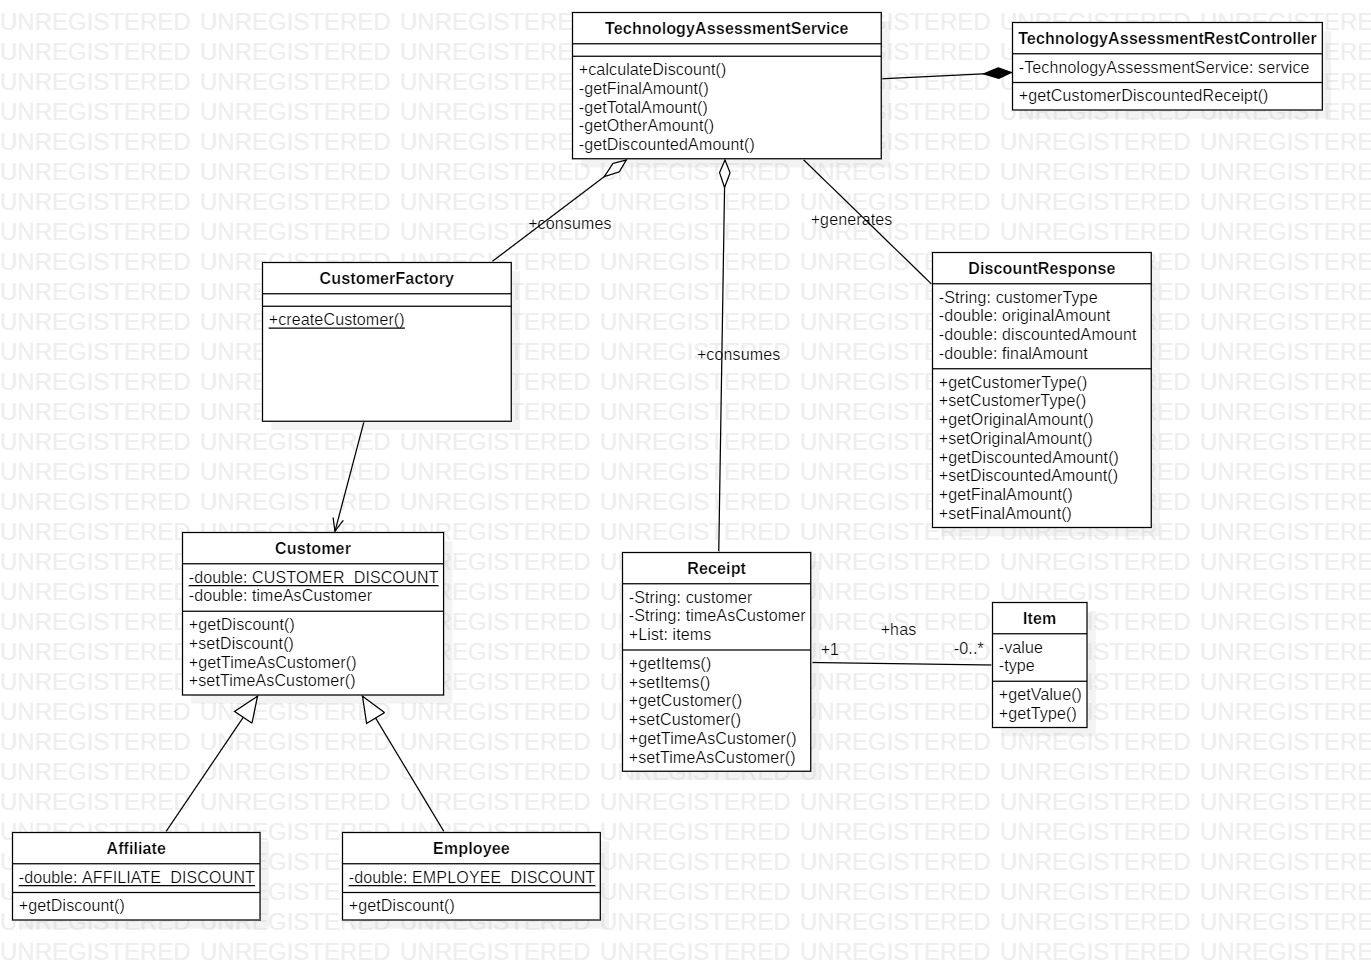 TechnologyAssessmentService
+calculateDiscount()
-getFinalAmount()
-getTotalAmount()
-getOtherAmount()
-getDiscountedAmount()
TechnologyAssessmentRestController
-TechnologyAssessmentService: service
+getCustomerDiscountedReceipt()
+consumes
+consumes
+generates
CustomerFactory
+createCustomer()
DiscountResponse
-String: customerType
-double: originalAmount
-double: discountedAmount
-double: finalAmount
+getCustomerType()
+setCustomerType()
+getOriginalAmount()
+setOriginalAmount()
+getDiscountedAmount()
+setDiscountedAmount()
+getFinalAmount()
+setFinalAmount()
Customer
-double: CUSTOMER_DISCOUNT
-double: timeAsCustomer
+getDiscount()
+setDiscount()
+getTimeAsCustomer()
+setTimeAsCustomer()
Receipt
-String: customer
-String: timeAsCustomer
+List: items
+getItems()
+setItems()
+getCustomer()
+setCustomer()
+getTimeAsCustomer()
+setTimeAsCustomer()
+has
+1
-0..*
Item
-value
-type
+getValue()
+getType()
Affiliate
-double: AFFILIATE_DISCOUNT
+getDiscount()
Employee
-double: EMPLOYEE_DISCOUNT
+getDiscount()
UNREGISTERED